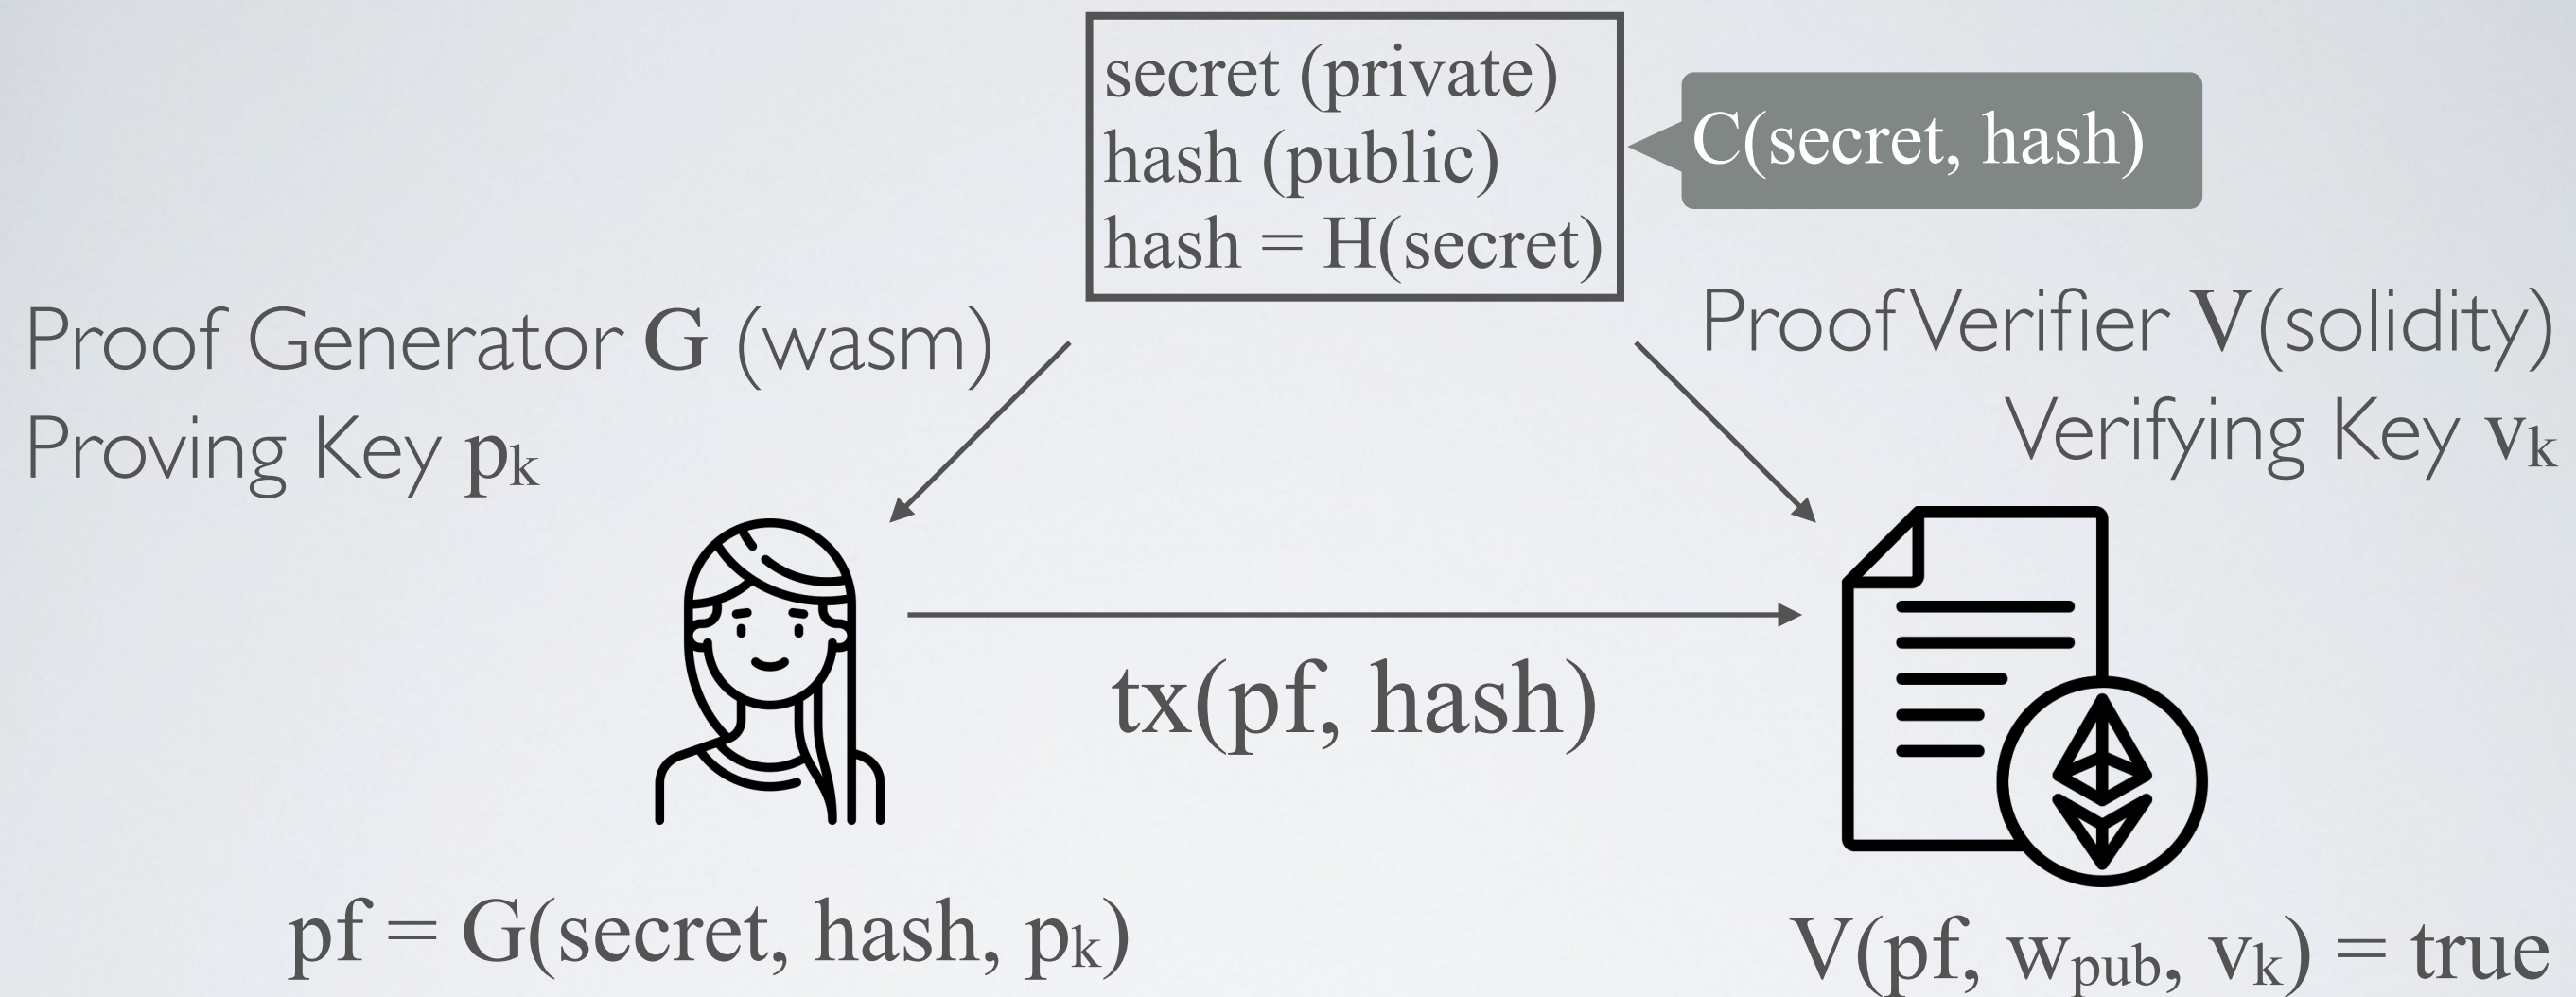 secret (private)
hash (public)
hash = H(secret)
C(secret, hash)
Proof Generator G (wasm)
Proving Key pk
Proof Verifier V(solidity)
Verifying Key vk
tx(pf, hash)
pf = G(secret, hash, pk)
V(pf, wpub, vk) = true